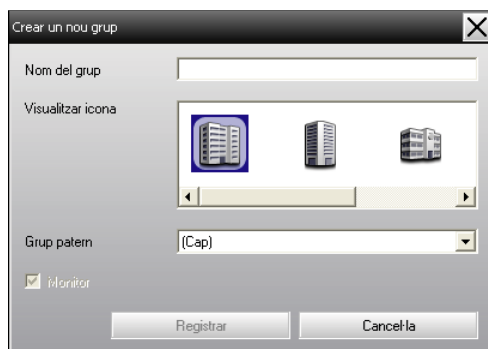 Crear un nou grup
Nom del grup
Visualitzar icona
Grup patern
(Cap)
Monitor
Registrar
Cancel·la